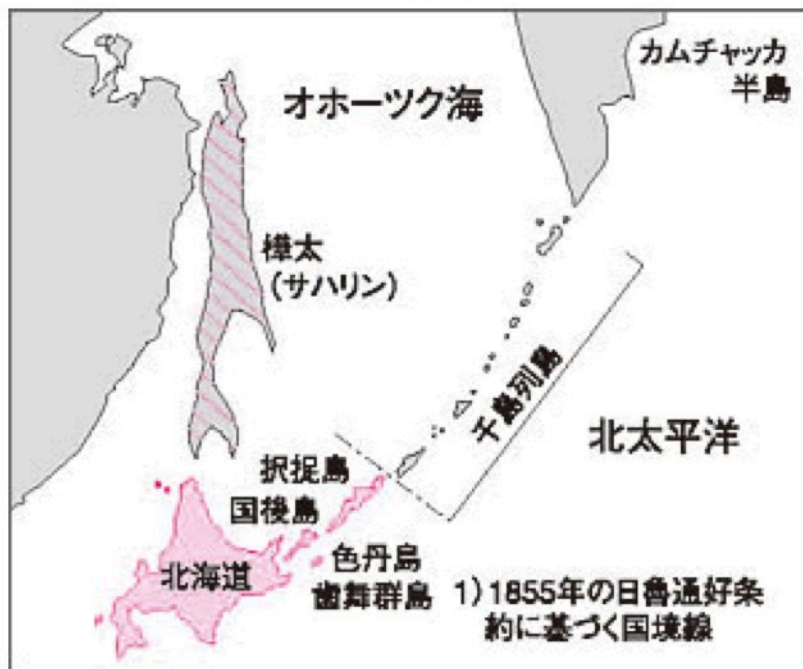 カムチャッカ
半島
オホーツク海
樺太
(サハリン)
千島列島
北太平洋
択捉島
国後島
北海道
色丹島
歯舞群島
1)1855年の日魯通好条
約に基づく国境線